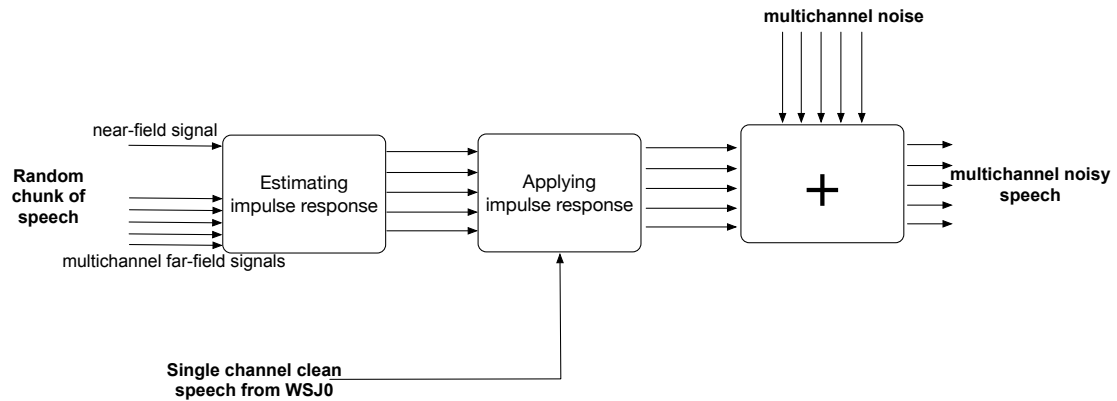 multichannel noise
near-field signal
Random
chunk of
speech
multichannel far-field signals
Estimating
impulse response
Applying
impulse response
+
multichannel noisy
speech
Single channel clean
speech from WSJ0